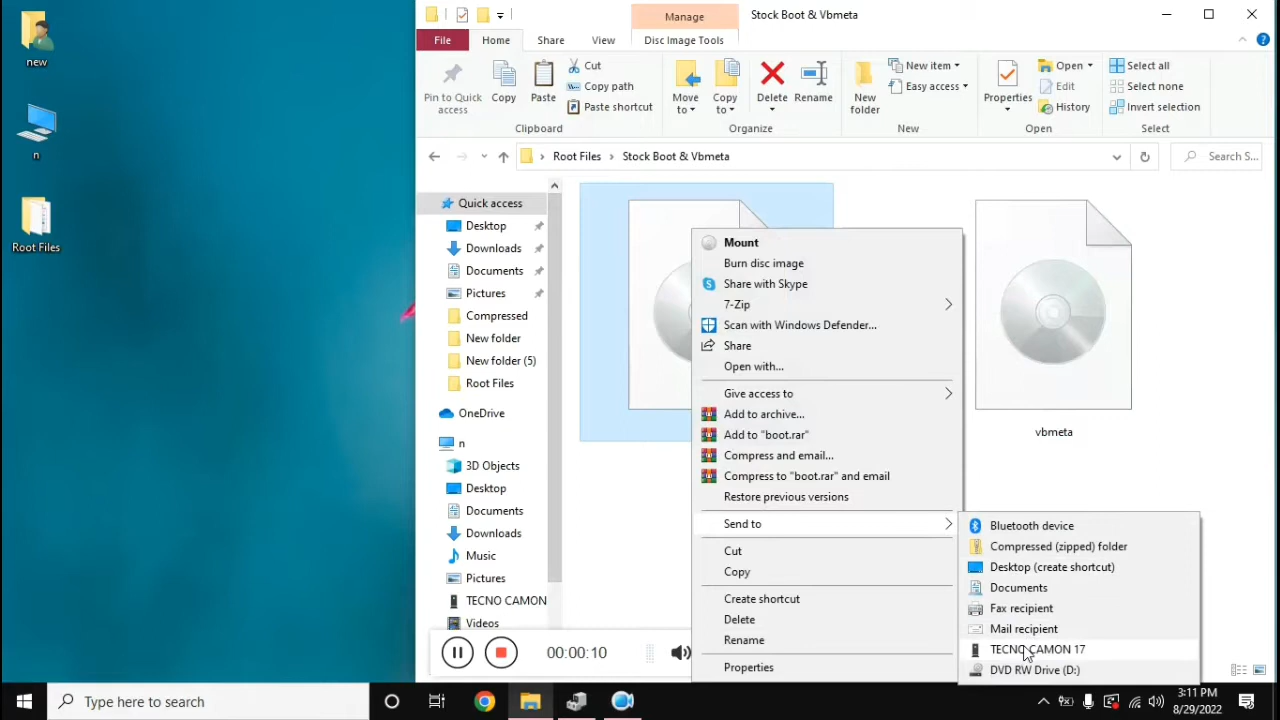 new
n
Root Files
Manage
Stock Boot & Vbmeta
File
Home
Share
View
Disc Image Tools
Pin to Quick access
Copy
Paste
Cut
Copy path
Paste shortcut
Clipboard
Move to
Copy to
Delete
Rename
Organize
New folder
New item
Easy access
New
Properties
Open
Edit
History
Open
Select all
Select none
Invert selection
Select
Root Files > Stock Boot & Vbmeta
Search S...
Quick access
Desktop
Downloads
Documents
Pictures
Compressed
New folder
New folder (5)
Root Files
OneDrive
n
3D Objects
Desktop
Documents
Downloads
Music
Pictures
TECNO CAMON
Videos
vbmeta
Mount
Burn disc image
Share with Skype
7-Zip
Scan with Windows Defender...
Share
Open with...
Give access to
Add to archive...
Add to "boot.rar"
Compress and email...
Compress to "boot.rar" and email
Restore previous versions
Send to
Cut
Copy
Create shortcut
Delete
Rename
Properties
Bluetooth device
Compressed (zipped) folder
Desktop (create shortcut)
Documents
Fax recipient
Mail recipient
TECNO CAMON 17
DVD RW Drive (D:)
00:00:10
Type here to search
3:11 PM
8/29/2022